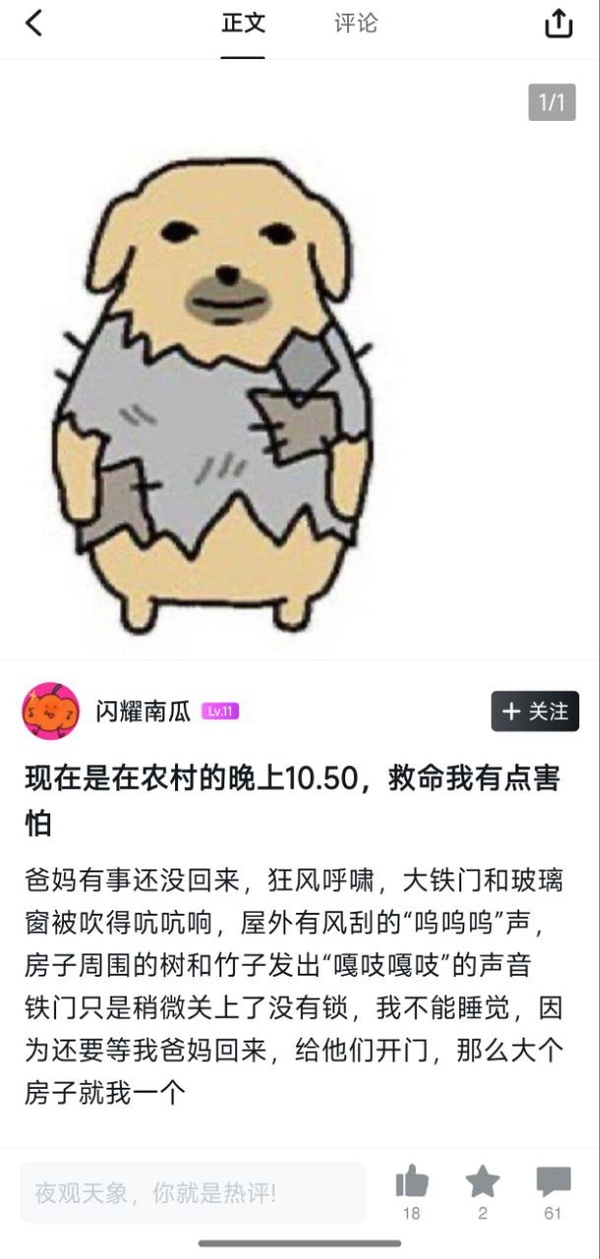 正文
评论
1/1
闪耀南瓜
Lv.11
+ 关注
现在是在农村的晚上10.50，救命我有点害
怕
爸妈有事还没回来，狂风呼啸，大铁门和玻璃
窗被吹得吭吭响，屋外有风刮的“呜呜呜”声，
房子周围的树和竹子发出“嘎吱嘎吱”的声音
铁门只是稍微关上了没有锁，我不能睡觉，因
为还要等我爸妈回来，给他们开门，那么大个
房子就我一个
夜观天象，你就是热评!
18
2
61